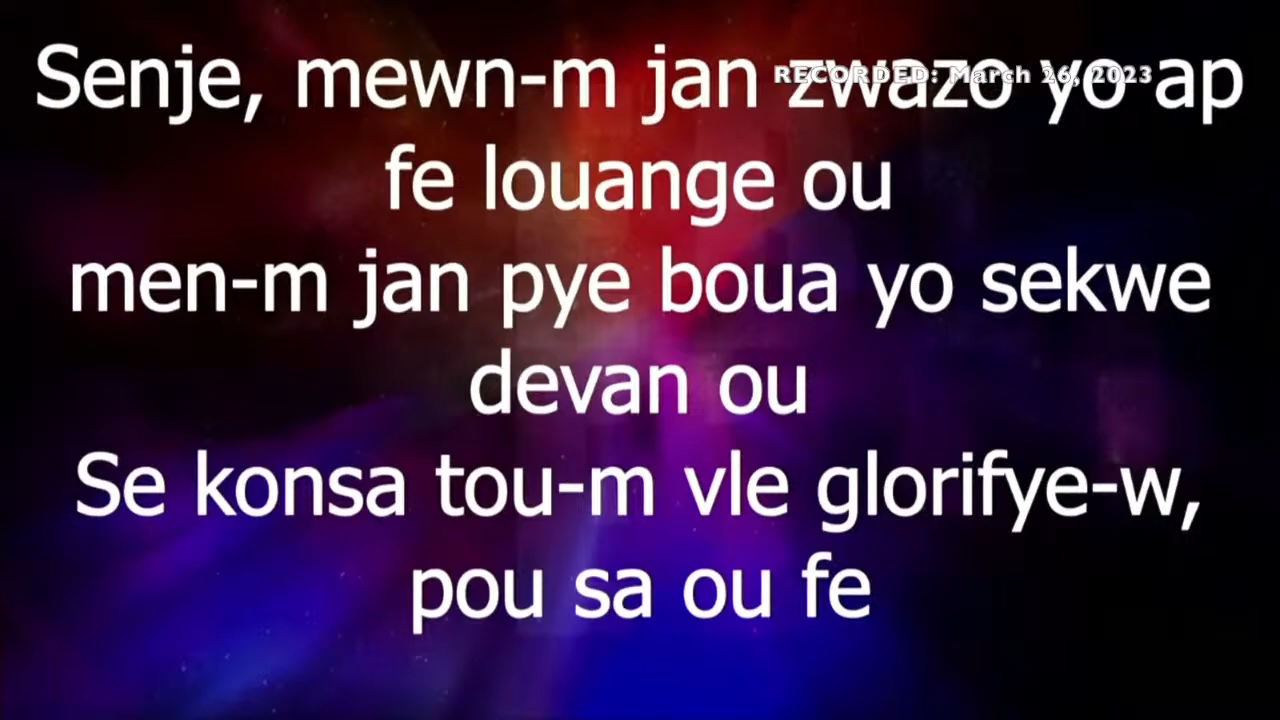 Senje, mewn-m jan zwazo yo ap
RECORDED: March 26, 2023
fe louange ou
men-m jan pye boua yo sekwe
devan ou
Se konsa tou-m vle glorifye-w,
pou sa ou fe